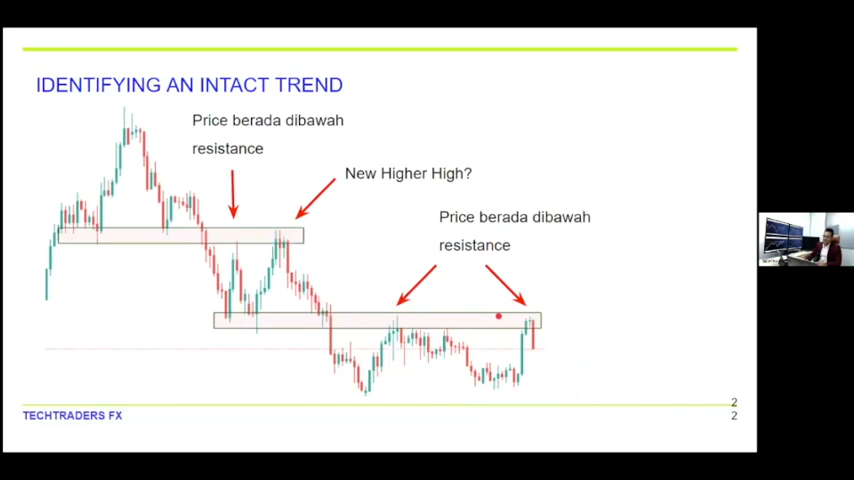 IDENTIFYING AN INTACT TREND
Price berada dibawah
resistance
New Higher High?
Price berada dibawah
resistance
2
TECHTRADERS FX
2